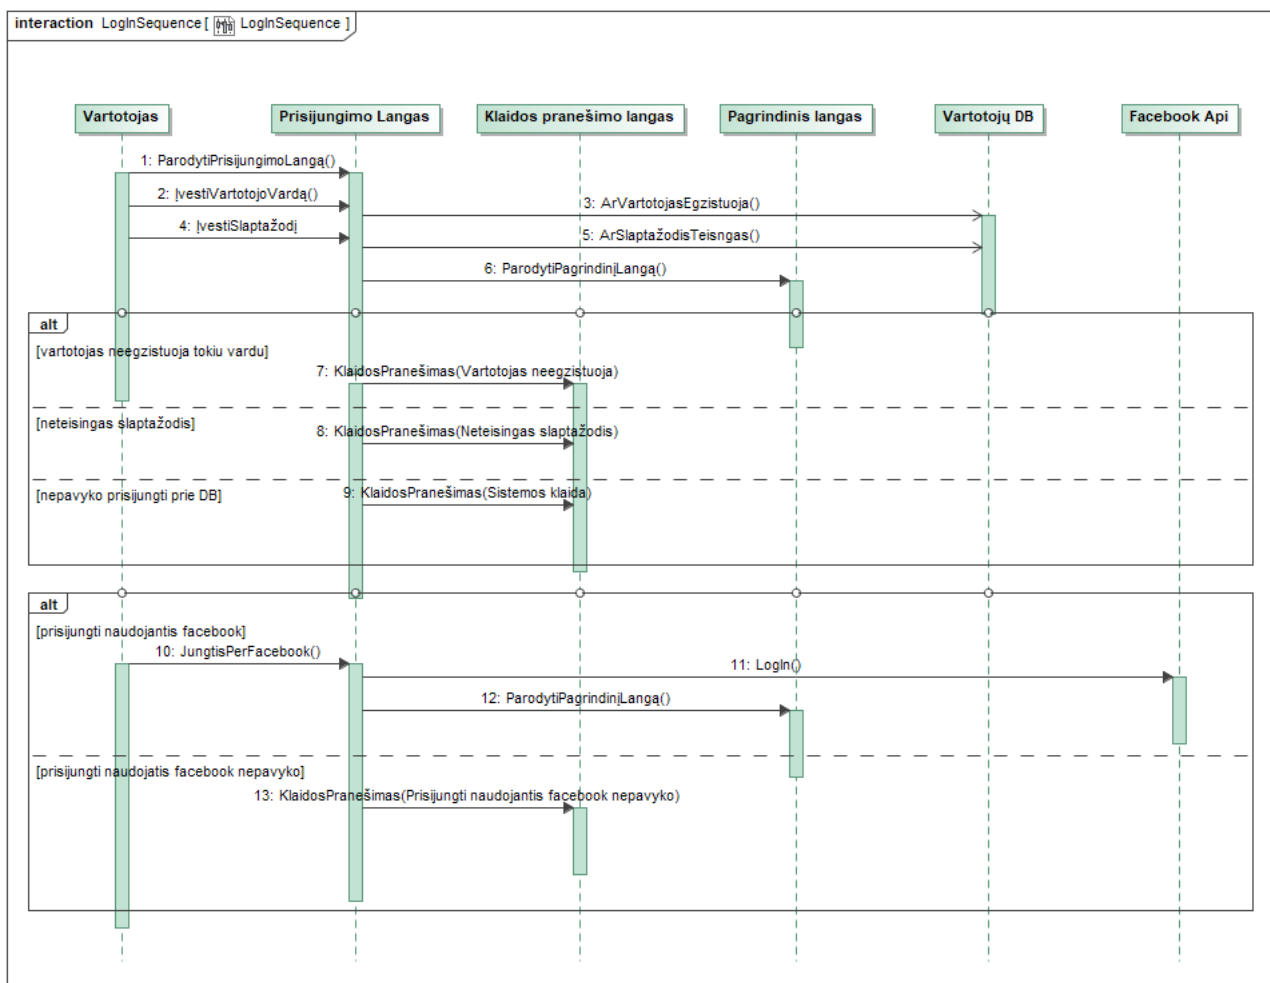 interaction LogInSequence [ LogInSequence ]
Vartotojas
Prisijungimo Langas
Klaidos pranešimo langas
Pagrindinis langas
Vartotojų DB
Facebook Api
1: ParodytiPrisijungimoLangą()
2: ĮvestiVartotojoVardą()
3: ArVartotojasEgzistuoja()
4: ĮvestiSlaptažodį
5: ArSlaptažodisTeisngas()
6: ParodytiPagrindinįLangą()
alt
[vartotojas neegzistuoja tokiu vardu]
7: KlaidosPranešimas(Vartotojas neegzistuoja)
[neteisingas slaptažodis]
8: KlaidosPranešimas(Neteisingas slaptažodis)
[nepavyko prisijungti prie DB]
9: KlaidosPranešimas(Sistemos klaida)
alt
[prisijungti naudojantis facebook]
10: JungtisPerFacebook()
11: LogIn()
12: ParodytiPagrindinįLangą()
[prisijungti naudojatis facebook nepavyko]
13: KlaidosPranešimas(Prisijungti naudojantis facebook nepavyko)